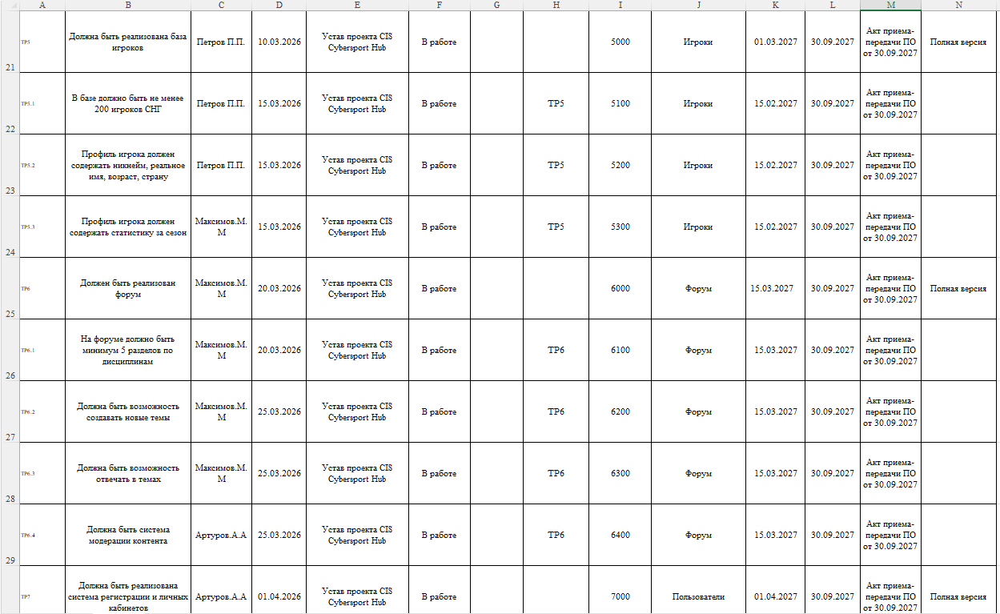 A B C D E F G H I J K L M N
21 ТР5 Должна быть реализована база игроков Петров П.П. 10.03.2026 Устав проекта CIS Cybersport Hub В работе 5000 Игроки 01.03.2027 30.09.2027 Акт приема-передачи ПО от 30.09.2027 Полная версия
22 ТР5.1 В базе должно быть не менее 200 игроков СНГ Петров П.П. 15.03.2026 Устав проекта CIS Cybersport Hub В работе ТР5 5100 Игроки 15.02.2027 30.09.2027 Акт приема-передачи ПО от 30.09.2027
23 ТР5.2 Профиль игрока должен содержать никнейм, реальное имя, возраст, страну Петров П.П. 15.03.2026 Устав проекта CIS Cybersport Hub В работе ТР5 5200 Игроки 15.02.2027 30.09.2027 Акт приема-передачи ПО от 30.09.2027
24 ТР5.3 Профиль игрока должен содержать статистику за сезон Максимов.М.М 15.03.2026 Устав проекта CIS Cybersport Hub В работе ТР5 5300 Игроки 15.02.2027 30.09.2027 Акт приема-передачи ПО от 30.09.2027
25 ТР6 Должен быть реализован форум Максимов.М.М 20.03.2026 Устав проекта CIS Cybersport Hub В работе 6000 Форум 15.03.2027 30.09.2027 Акт приема-передачи ПО от 30.09.2027 Полная версия
26 ТР6.1 На форуме должно быть минимум 5 разделов по дисциплинам Максимов.М.М 20.03.2026 Устав проекта CIS Cybersport Hub В работе ТР6 6100 Форум 15.03.2027 30.09.2027 Акт приема-передачи ПО от 30.09.2027
27 ТР6.2 Должна быть возможность создавать новые темы Максимов.М.М 25.03.2026 Устав проекта CIS Cybersport Hub В работе ТР6 6200 Форум 15.03.2027 30.09.2027 Акт приема-передачи ПО от 30.09.2027
28 ТР6.3 Должна быть возможность отвечать в темах Максимов.М.М 25.03.2026 Устав проекта CIS Cybersport Hub В работе ТР6 6300 Форум 15.03.2027 30.09.2027 Акт приема-передачи ПО от 30.09.2027
29 ТР6.4 Должна быть система модерации контента Артуров.А.А 25.03.2026 Устав проекта CIS Cybersport Hub В работе ТР6 6400 Форум 15.03.2027 30.09.2027 Акт приема-передачи ПО от 30.09.2027
ТР7 Должна быть реализована система регистрации и личных кабинетов Артуров.А.А 01.04.2026 Устав проекта CIS Cybersport Hub В работе 7000 Пользователи 01.04.2027 30.09.2027 Акт приема-передачи ПО от 30.09.2027 Полная версия